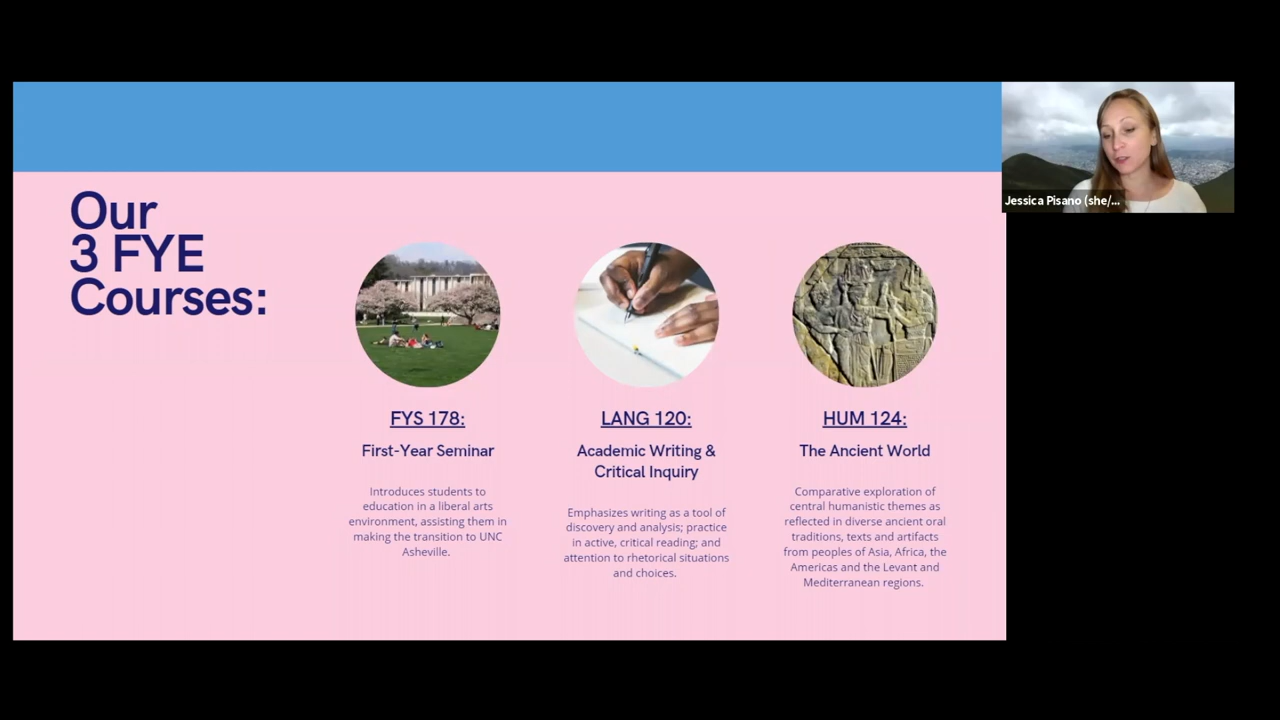 Our
3 FYE
Courses:
FYS 178:
First-Year Seminar
Introduces students to
education in a liberal arts
environment, assisting them in
making the transition to UNC
Asheville.
LANG 120:
Academic Writing &
Critical Inquiry
Emphasizes writing as a tool of
discovery and analysis; practice
in active, critical reading; and
attention to rhetorical situations
and choices.
HUM 124:
The Ancient World
Comparative exploration of
central humanistic themes as
reflected in diverse ancient oral
traditions, texts and artifacts
from peoples of Asia, Africa, the
Americas and the Levant and
Mediterranean regions.
Jessica Pisano (she/...